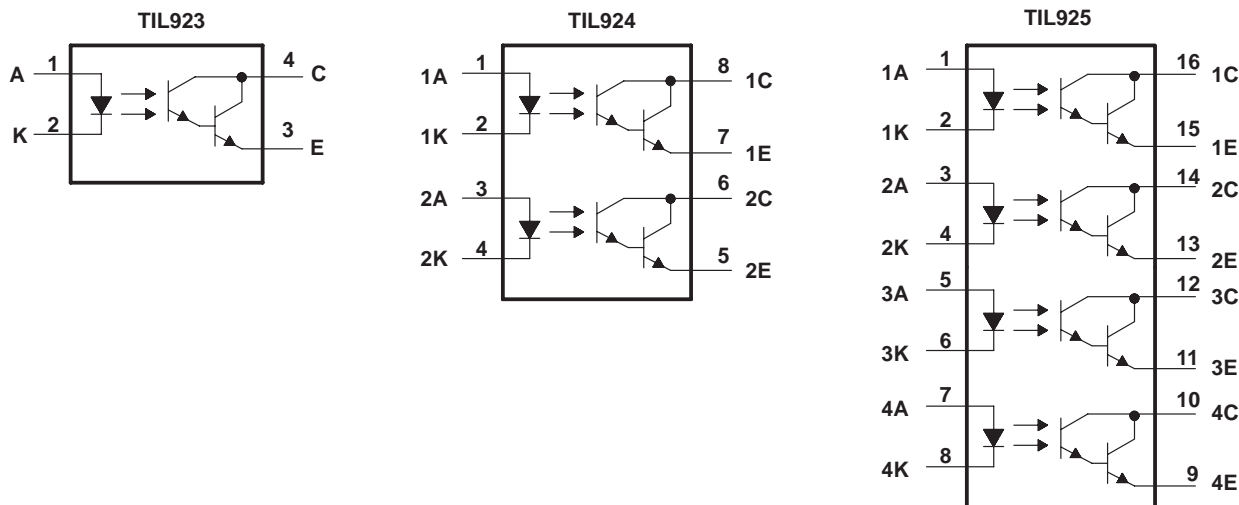 TIL923
A 1 4 C
K 2 3 E
TIL924
1A 1 8 1C
1K 2 7 1E
2A 3 6 2C
2K 4 5 2E
TIL925
1A 1 16 1C
1K 2 15 1E
2A 3 14 2C
2K 4 13 2E
3A 5 12 3C
3K 6 11 3E
4A 7 10 4C
4K 8 9 4E